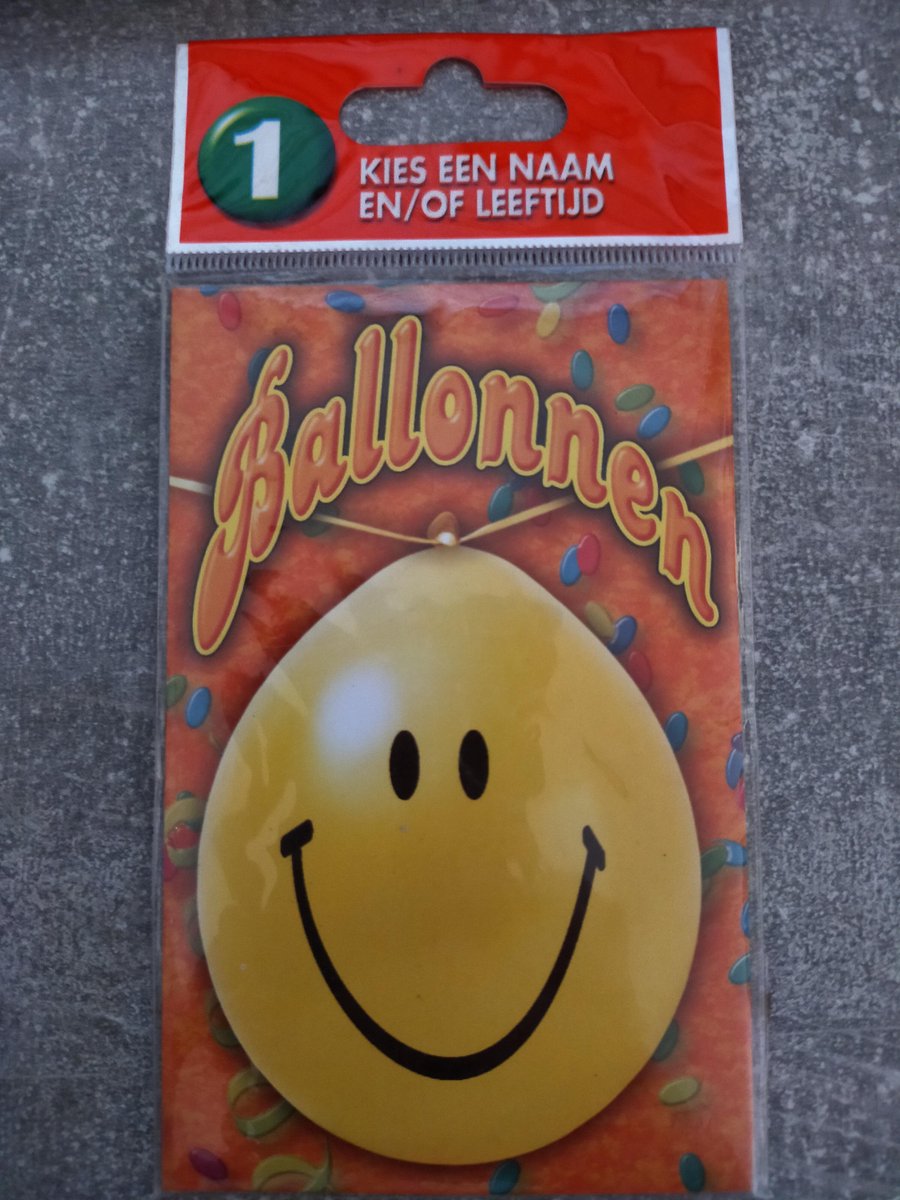 1
KIES EEN NAAM
EN/OF LEEFTIJD
Ballonnen